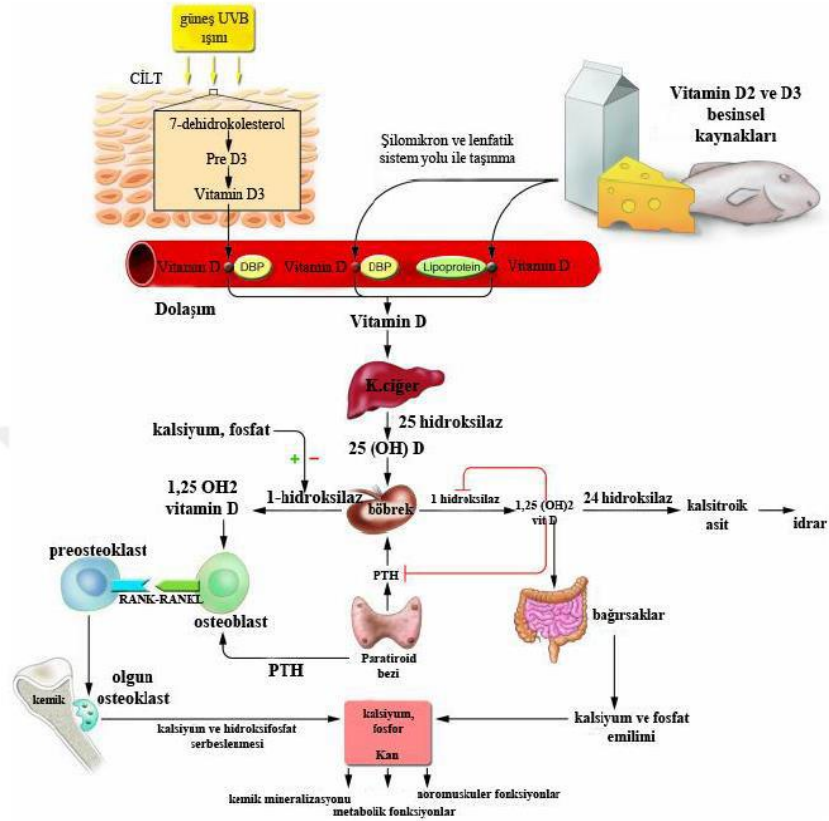 güneş UVB
ışını
CİLT
7-dehidrokolesterol
Pre D3
Vitamin D3
Şilomikron ve lenfatik
sistem yolu ile taşınma
Vitamin D2 ve D3
besinsel
kaynakları
Vitamin D
DBP
Vitamin D
DBP
Lipoprotein
Vitamin D
Dolaşım
Vitamin D
K.ciğer
25 hidroksilaz
25 (OH) D
kalsiyum, fosfat
+ −
1,25 OH2
vitamin D
1-hidroksilaz
böbrek
1 hidroksilaz
1,25 (OH)2
vit D
24 hidroksilaz
kalsitroik
asit
idrar
preosteoklast
RANK-RANKL
osteoblast
PTH
Paratiroid
bezi
PTH
bağırsaklar
kemik
olgun
osteoklast
kalsiyum ve hidroksifosfat
serbeslenmesi
kalsiyum,
fosfor
Kan
kalsiyum ve fosfat
emilimi
kemik mineralizasyonu
metabolik fonksiyonlar
noromuskuler fonksiyonlar